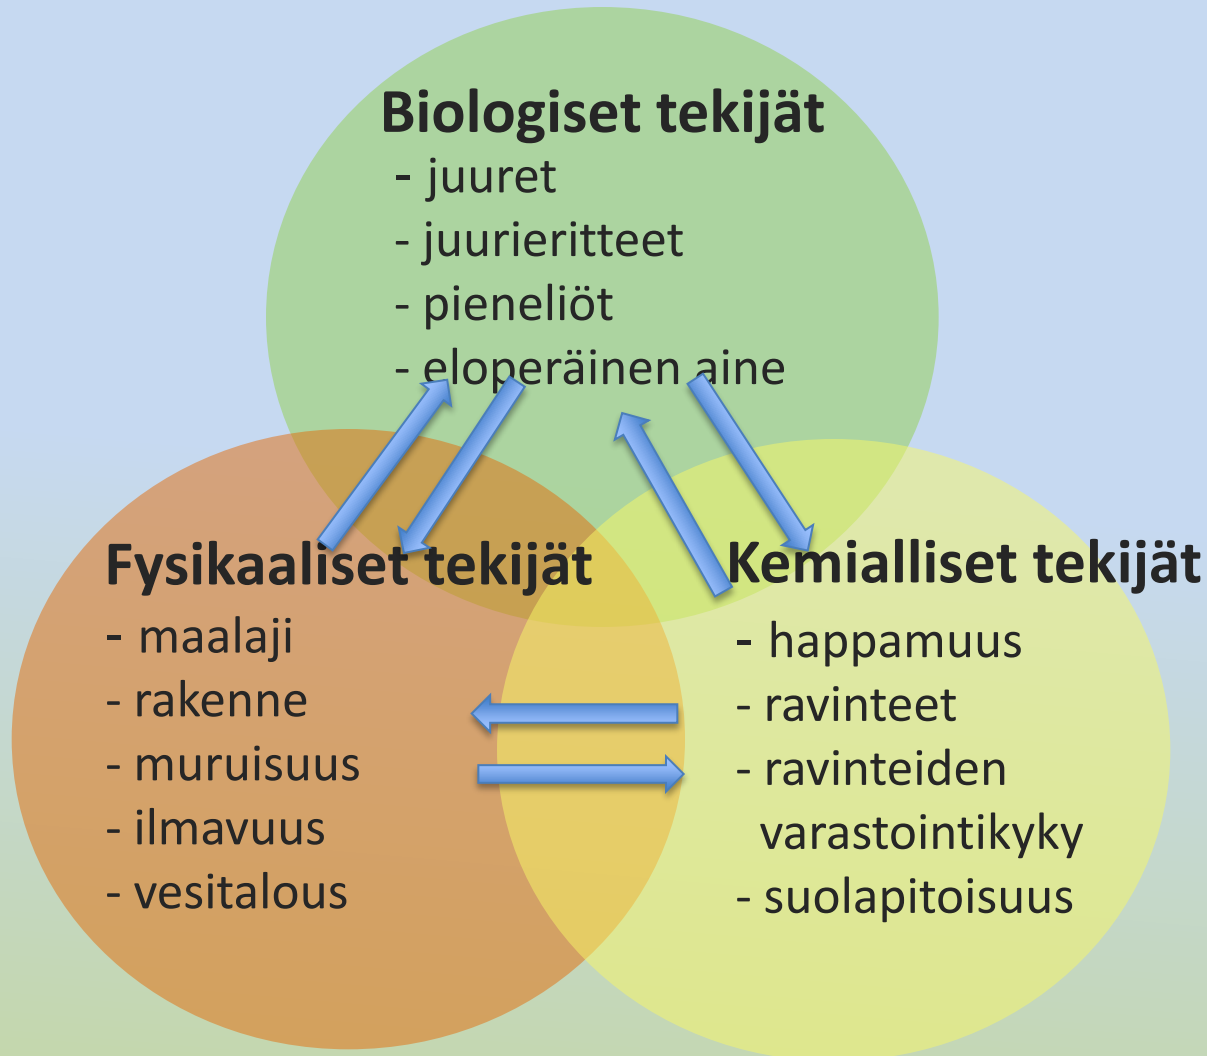 Biologiset tekijät
- juuret
- juurieritteet
- pieneliöt
- eloperäinen aine
Fysikaaliset tekijät
- maalaji
- rakenne
- muruisuus
- ilmavuus
- vesitalous
Kemialliset tekijät
- happamuus
- ravinteet
- ravinteiden
varastointikyky
- suolapitoisuus